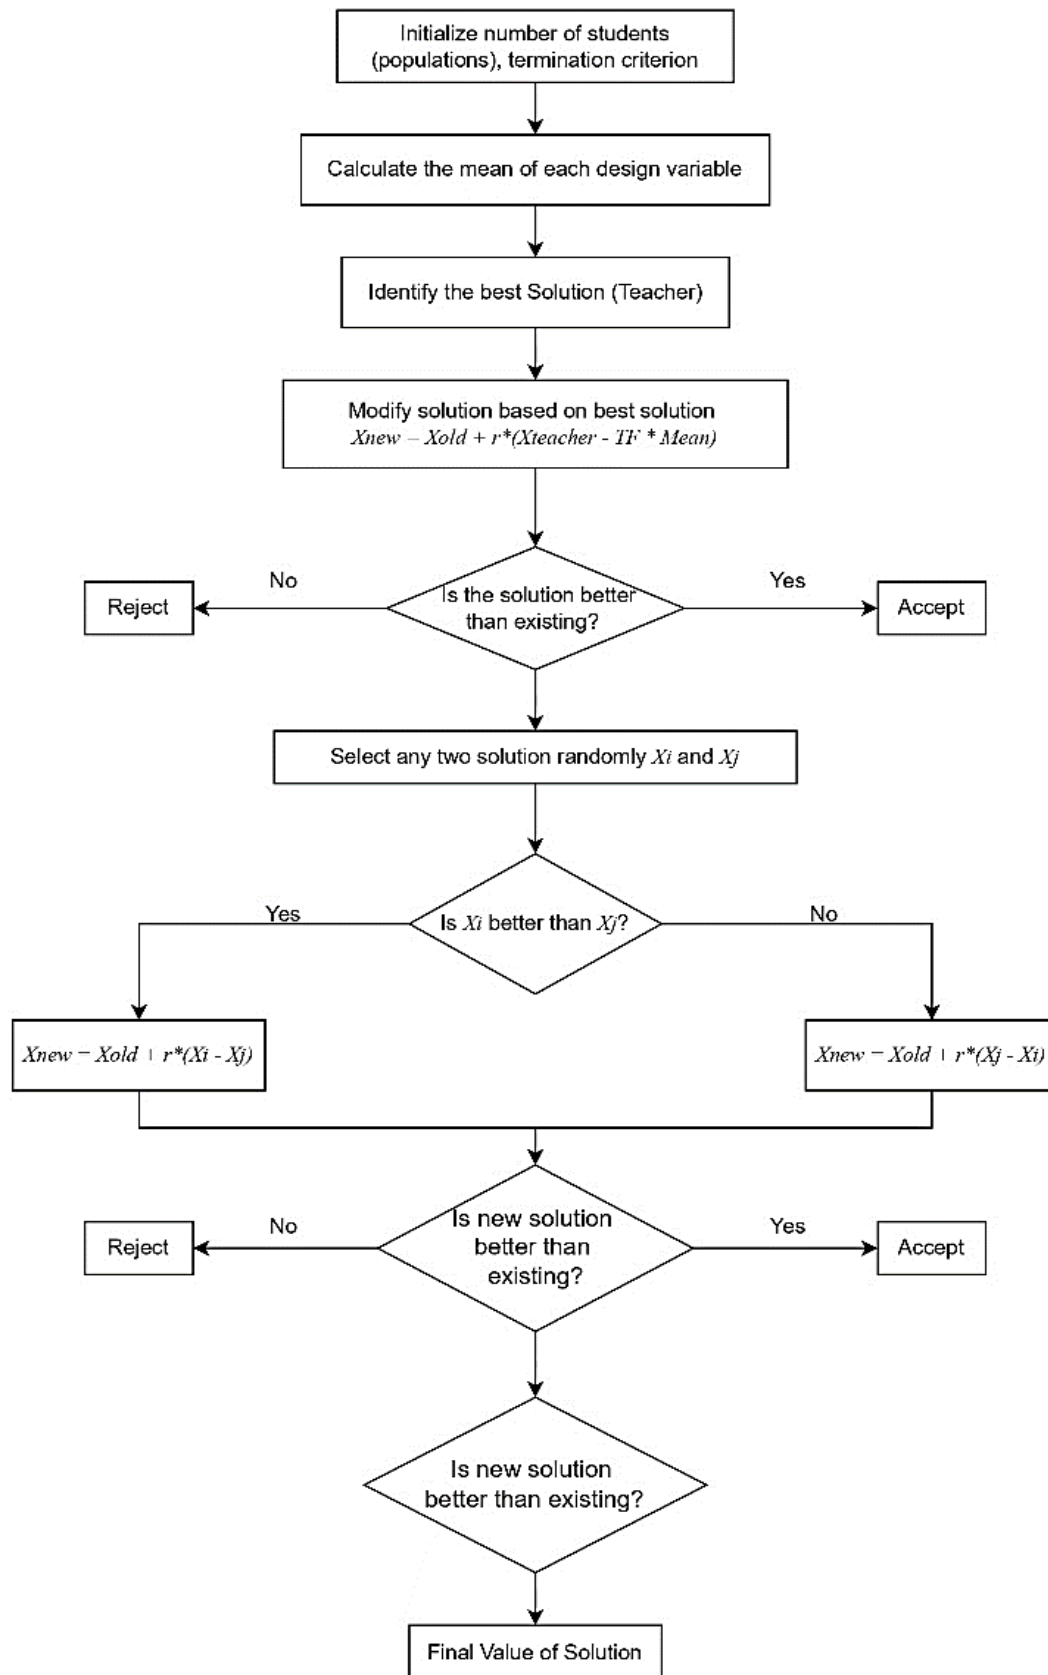 Initialize number of students
(populations), termination criterion
Calculate the mean of each design variable
Identify the best Solution (Teacher)
Modify solution based on best solution
Xnew = Xold + r*(Xteacher - TF * Mean)
No
Yes
Reject
Is the solution better
than existing?
Accept
Select any two solution randomly Xi and Xj
Yes
Is Xi better than Xj?
No
Xnew = Xold + r*(Xi - Xj)
Xnew = Xold + r*(Xj - Xi)
No
Yes
Reject
Is new solution
better than
existing?
Accept
Is new solution
better than existing?
Final Value of Solution